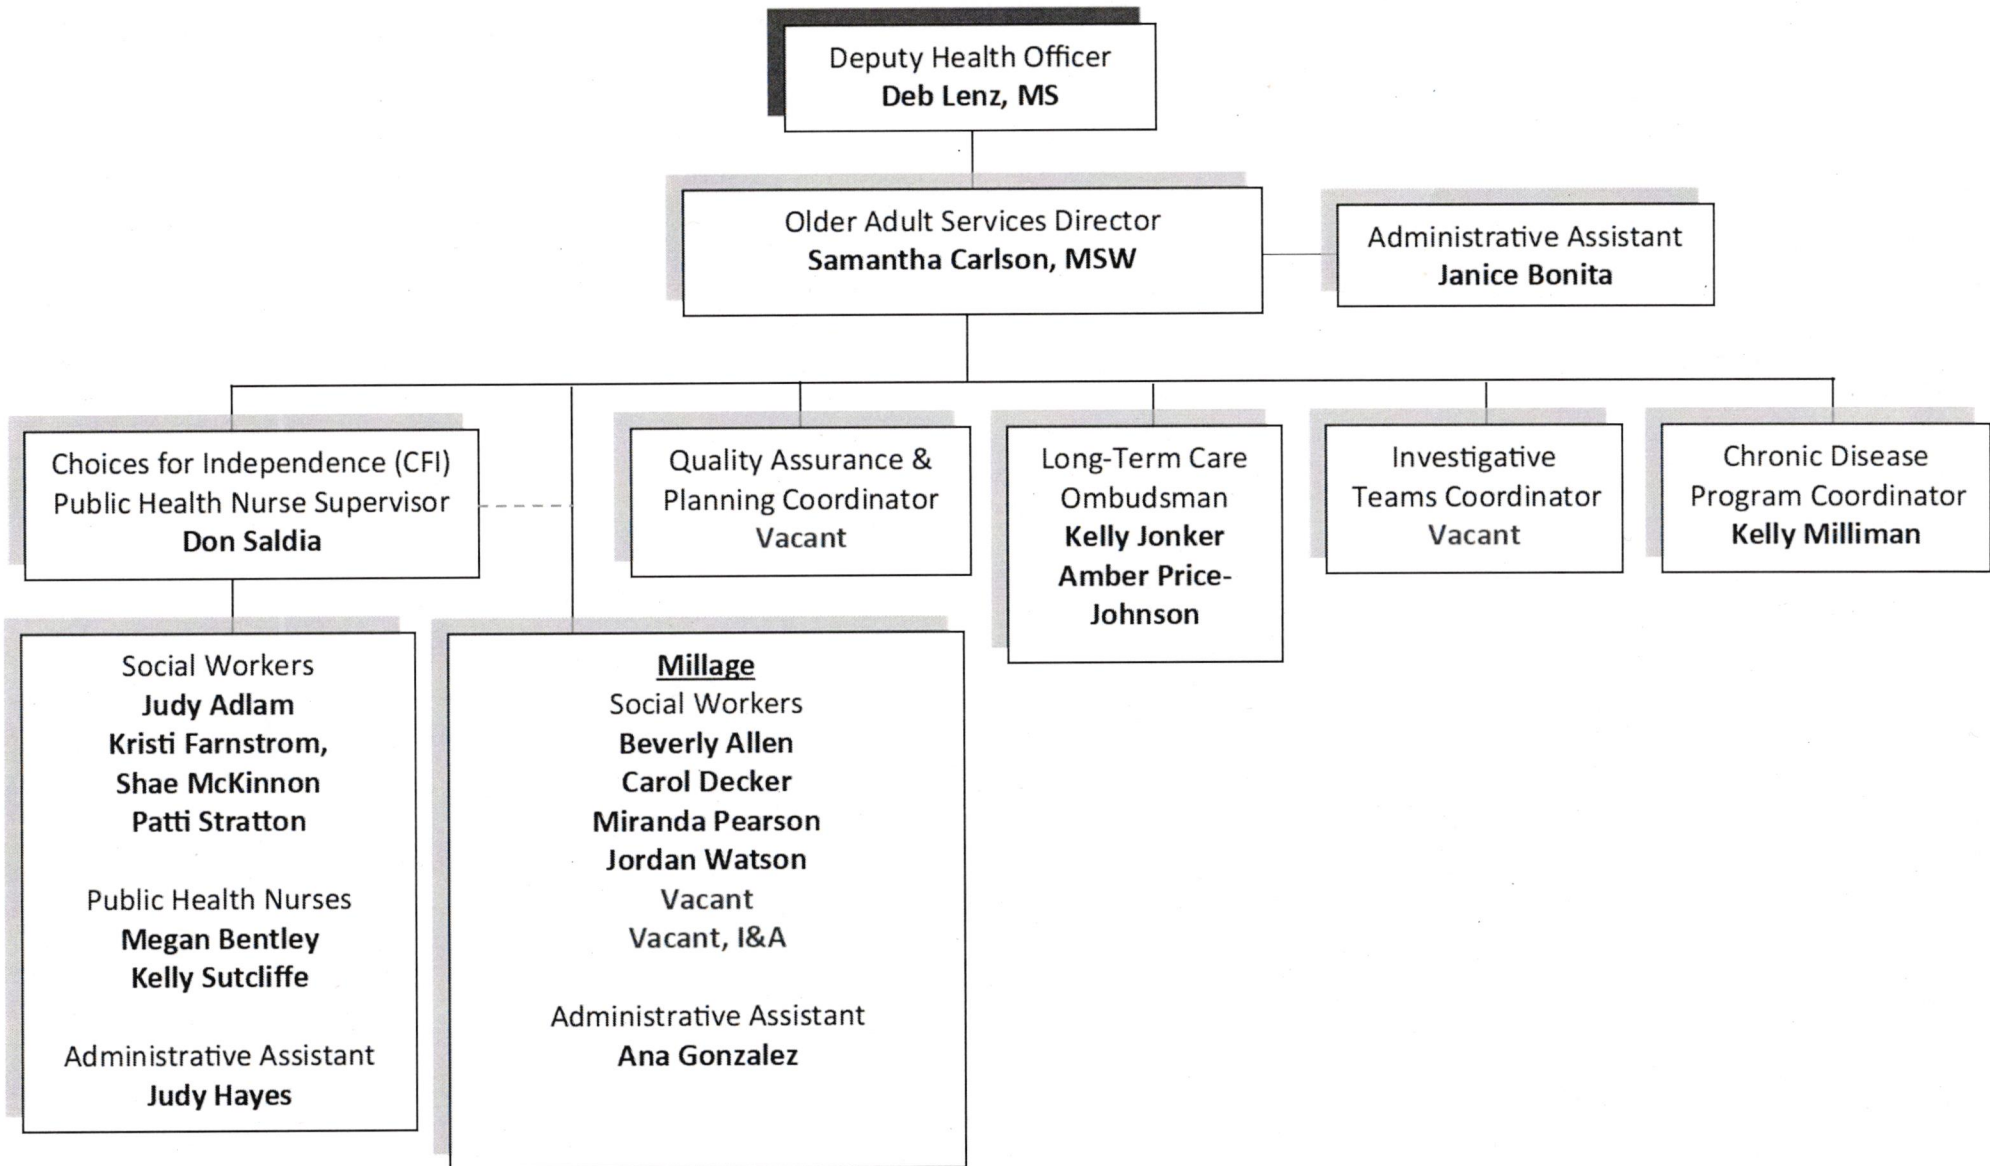 Deputy Health Officer
Deb Lenz, MS
Older Adult Services Director
Samantha Carlson, MSW
Administrative Assistant
Janice Bonita
Choices for Independence (CFI)
Public Health Nurse Supervisor
Don Saldia
Quality Assurance &
Planning Coordinator
Vacant
Long-Term Care
Ombudsman
Kelly Jonker
Amber Price-
Johnson
Investigative
Teams Coordinator
Vacant
Chronic Disease
Program Coordinator
Kelly Milliman
Social Workers
Judy Adlam
Kristi Farnstrom,
Shae McKinnon
Patti Stratton
Public Health Nurses
Megan Bentley
Kelly Sutcliffe
Administrative Assistant
Judy Hayes
Millage
Social Workers
Beverly Allen
Carol Decker
Miranda Pearson
Jordan Watson
Vacant
Vacant, I&A
Administrative Assistant
Ana Gonzalez